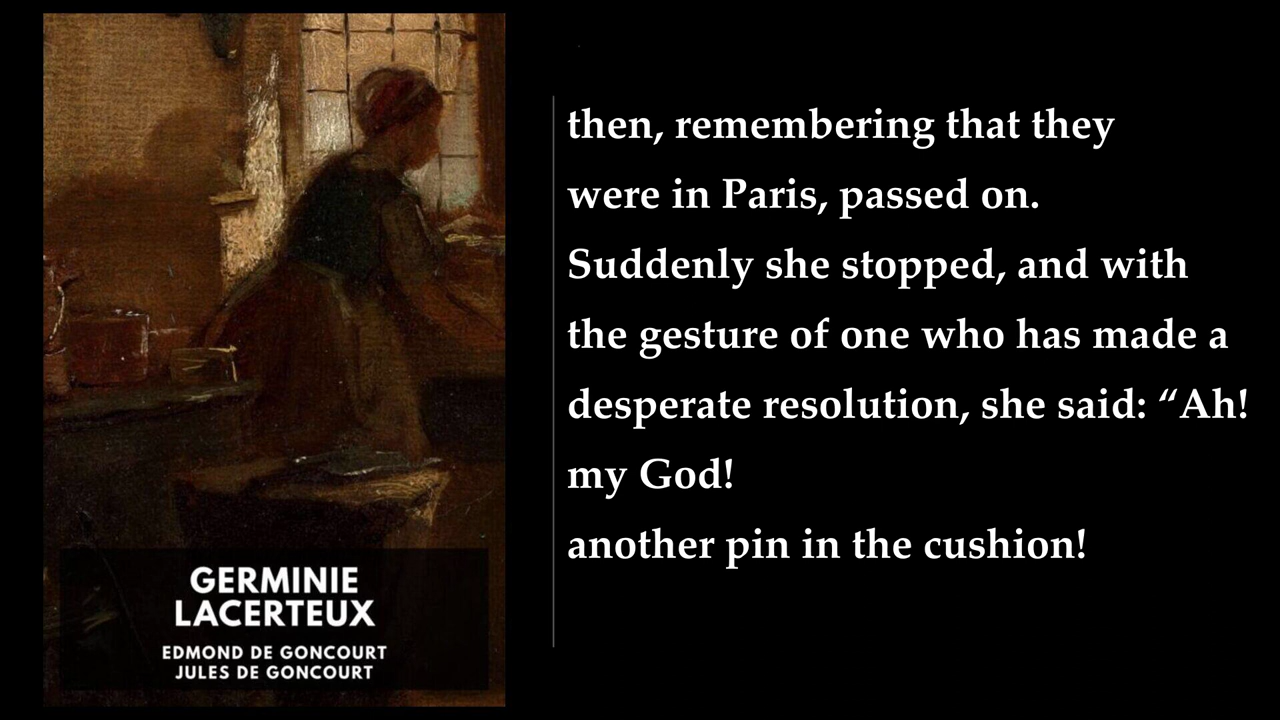 GERMINIE
LACERTEUX
EDMOND DE GONCOURT
JULES DE GONCOURT
then, remembering that they
were in Paris, passed on.
Suddenly she stopped, and with
the gesture of one who has made a
desperate resolution, she said: “Ah!
my God!
another pin in the cushion!